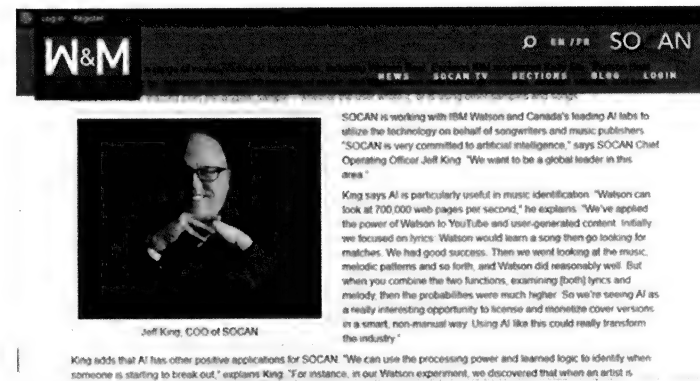 Log in Register
W&M
EN / FR SO AN
NEWS SOCAN TV SECTIONS BLOG LOGIN
SOCAN is working with IBM Watson and Canada's leading AI labs to
utilize the technology on behalf of songwriters and music publishers.
"SOCAN is very committed to artificial intelligence," says SOCAN Chief
Operating Officer Jeff King. "We want to be a global leader in this
area."
King says AI is particularly useful in music identification. "Watson can
look at 700,000 web pages per second," he explains. "We've applied
the power of Watson to YouTube and user-generated content. Initially
we focused on lyrics: Watson would learn a song then go looking for
matches. We had good success. Then we went looking at the music,
melodic patterns and so forth, and Watson did reasonably well. But
when you combine the two functions, examining [both] lyrics and
melody, then the probabilities were much higher. So we're seeing AI as
a really interesting opportunity to license and monetize cover versions
in a smart, non-manual way. Using AI like this could really transform
the industry."
Jeff King, COO of SOCAN
King adds that AI has other positive applications for SOCAN. "We can use the processing power and learned logic to identify when
someone is starting to break out," explains King. "For instance, in our Watson experiment, we discovered that when an artist is